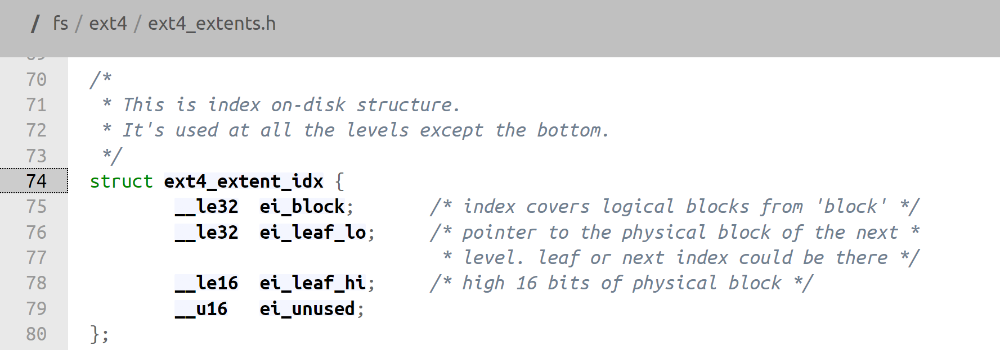 / fs / ext4 / ext4_extents.h
70 /*
71 * This is index on-disk structure.
72 * It's used at all the levels except the bottom.
73 */
74 struct ext4_extent_idx {
75 __le32 ei_block; /* index covers logical blocks from 'block' */
76 __le32 ei_leaf_lo; /* pointer to the physical block of the next *
77 * level. leaf or next index could be there */
78 __le16 ei_leaf_hi; /* high 16 bits of physical block */
79 __u16 ei_unused;
80 };